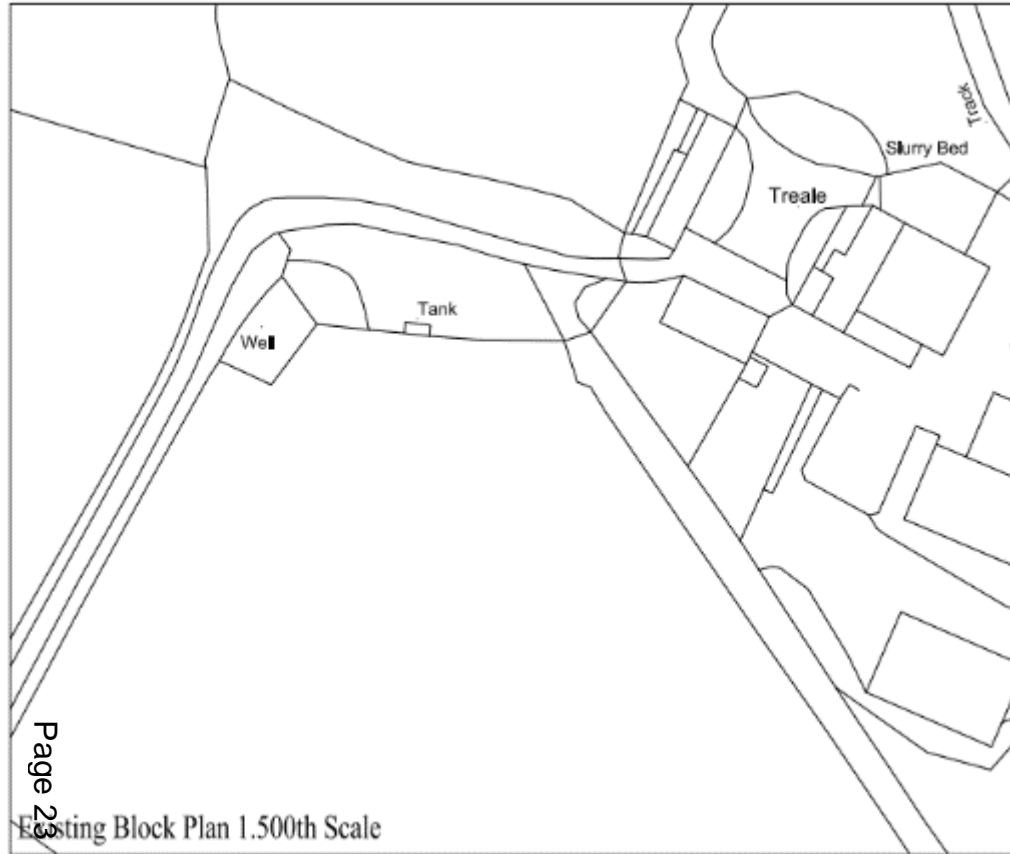 Track
Slurry Bed
Treale
Tank
Well
Page 23
Existing Block Plan 1.500th Scale